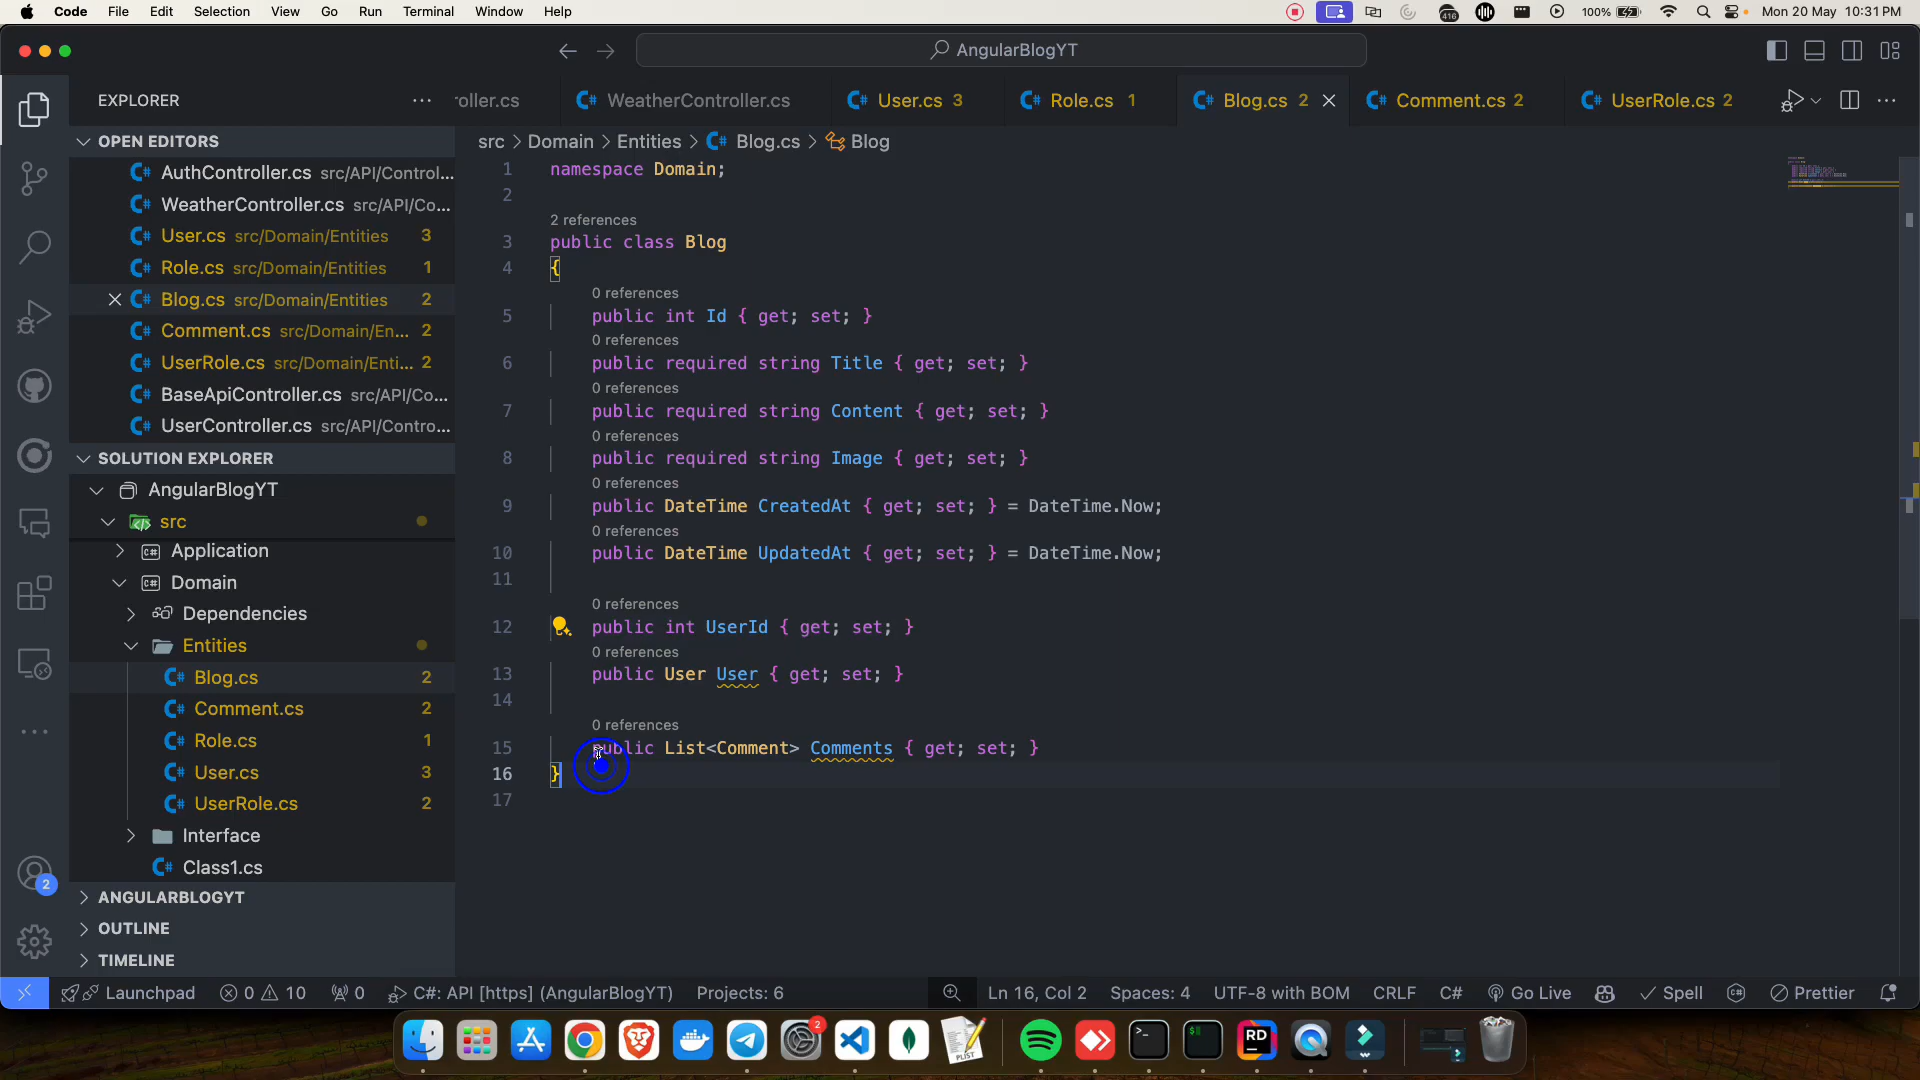 Code File Edit Selection View Go Run Terminal Window Help
416 100% Mon 20 May 10:31 PM
AngularBlogYT
EXPLORER
OPEN EDITORS
AuthController.cs src/API/Control...
WeatherController.cs src/API/Co...
User.cs src/Domain/Entities 3
Role.cs src/Domain/Entities 1
Blog.cs src/Domain/Entities 2
Comment.cs src/Domain/En... 2
UserRole.cs src/Domain/Enti... 2
BaseApiController.cs src/API/Co...
UserController.cs src/API/Contro...
SOLUTION EXPLORER
AngularBlogYT
src
Application
Domain
Dependencies
Entities
Blog.cs 2
Comment.cs 2
Role.cs 1
User.cs 3
UserRole.cs 2
Interface
Class1.cs
ANGULARBLOGYT
OUTLINE
TIMELINE
2
roller.cs WeatherController.cs User.cs 3 Role.cs 1 Blog.cs 2 Comment.cs 2 UserRole.cs 2
src > Domain > Entities > Blog.cs > Blog
1 namespace Domain;
2
2 references
3 public class Blog
4 {
0 references
5 public int Id { get; set; }
0 references
6 public required string Title { get; set; }
0 references
7 public required string Content { get; set; }
0 references
8 public required string Image { get; set; }
0 references
9 public DateTime CreatedAt { get; set; } = DateTime.Now;
0 references
10 public DateTime UpdatedAt { get; set; } = DateTime.Now;
11
0 references
12 public int UserId { get; set; }
0 references
13 public User User { get; set; }
14
0 references
15 public List<Comment> Comments { get; set; }
16 }
17
Launchpad 0 10 0 C#: API [https] (AngularBlogYT) Projects: 6 Ln 16, Col 2 Spaces: 4 UTF-8 with BOM CRLF C# Go Live Spell Prettier
2
PLIST
RD